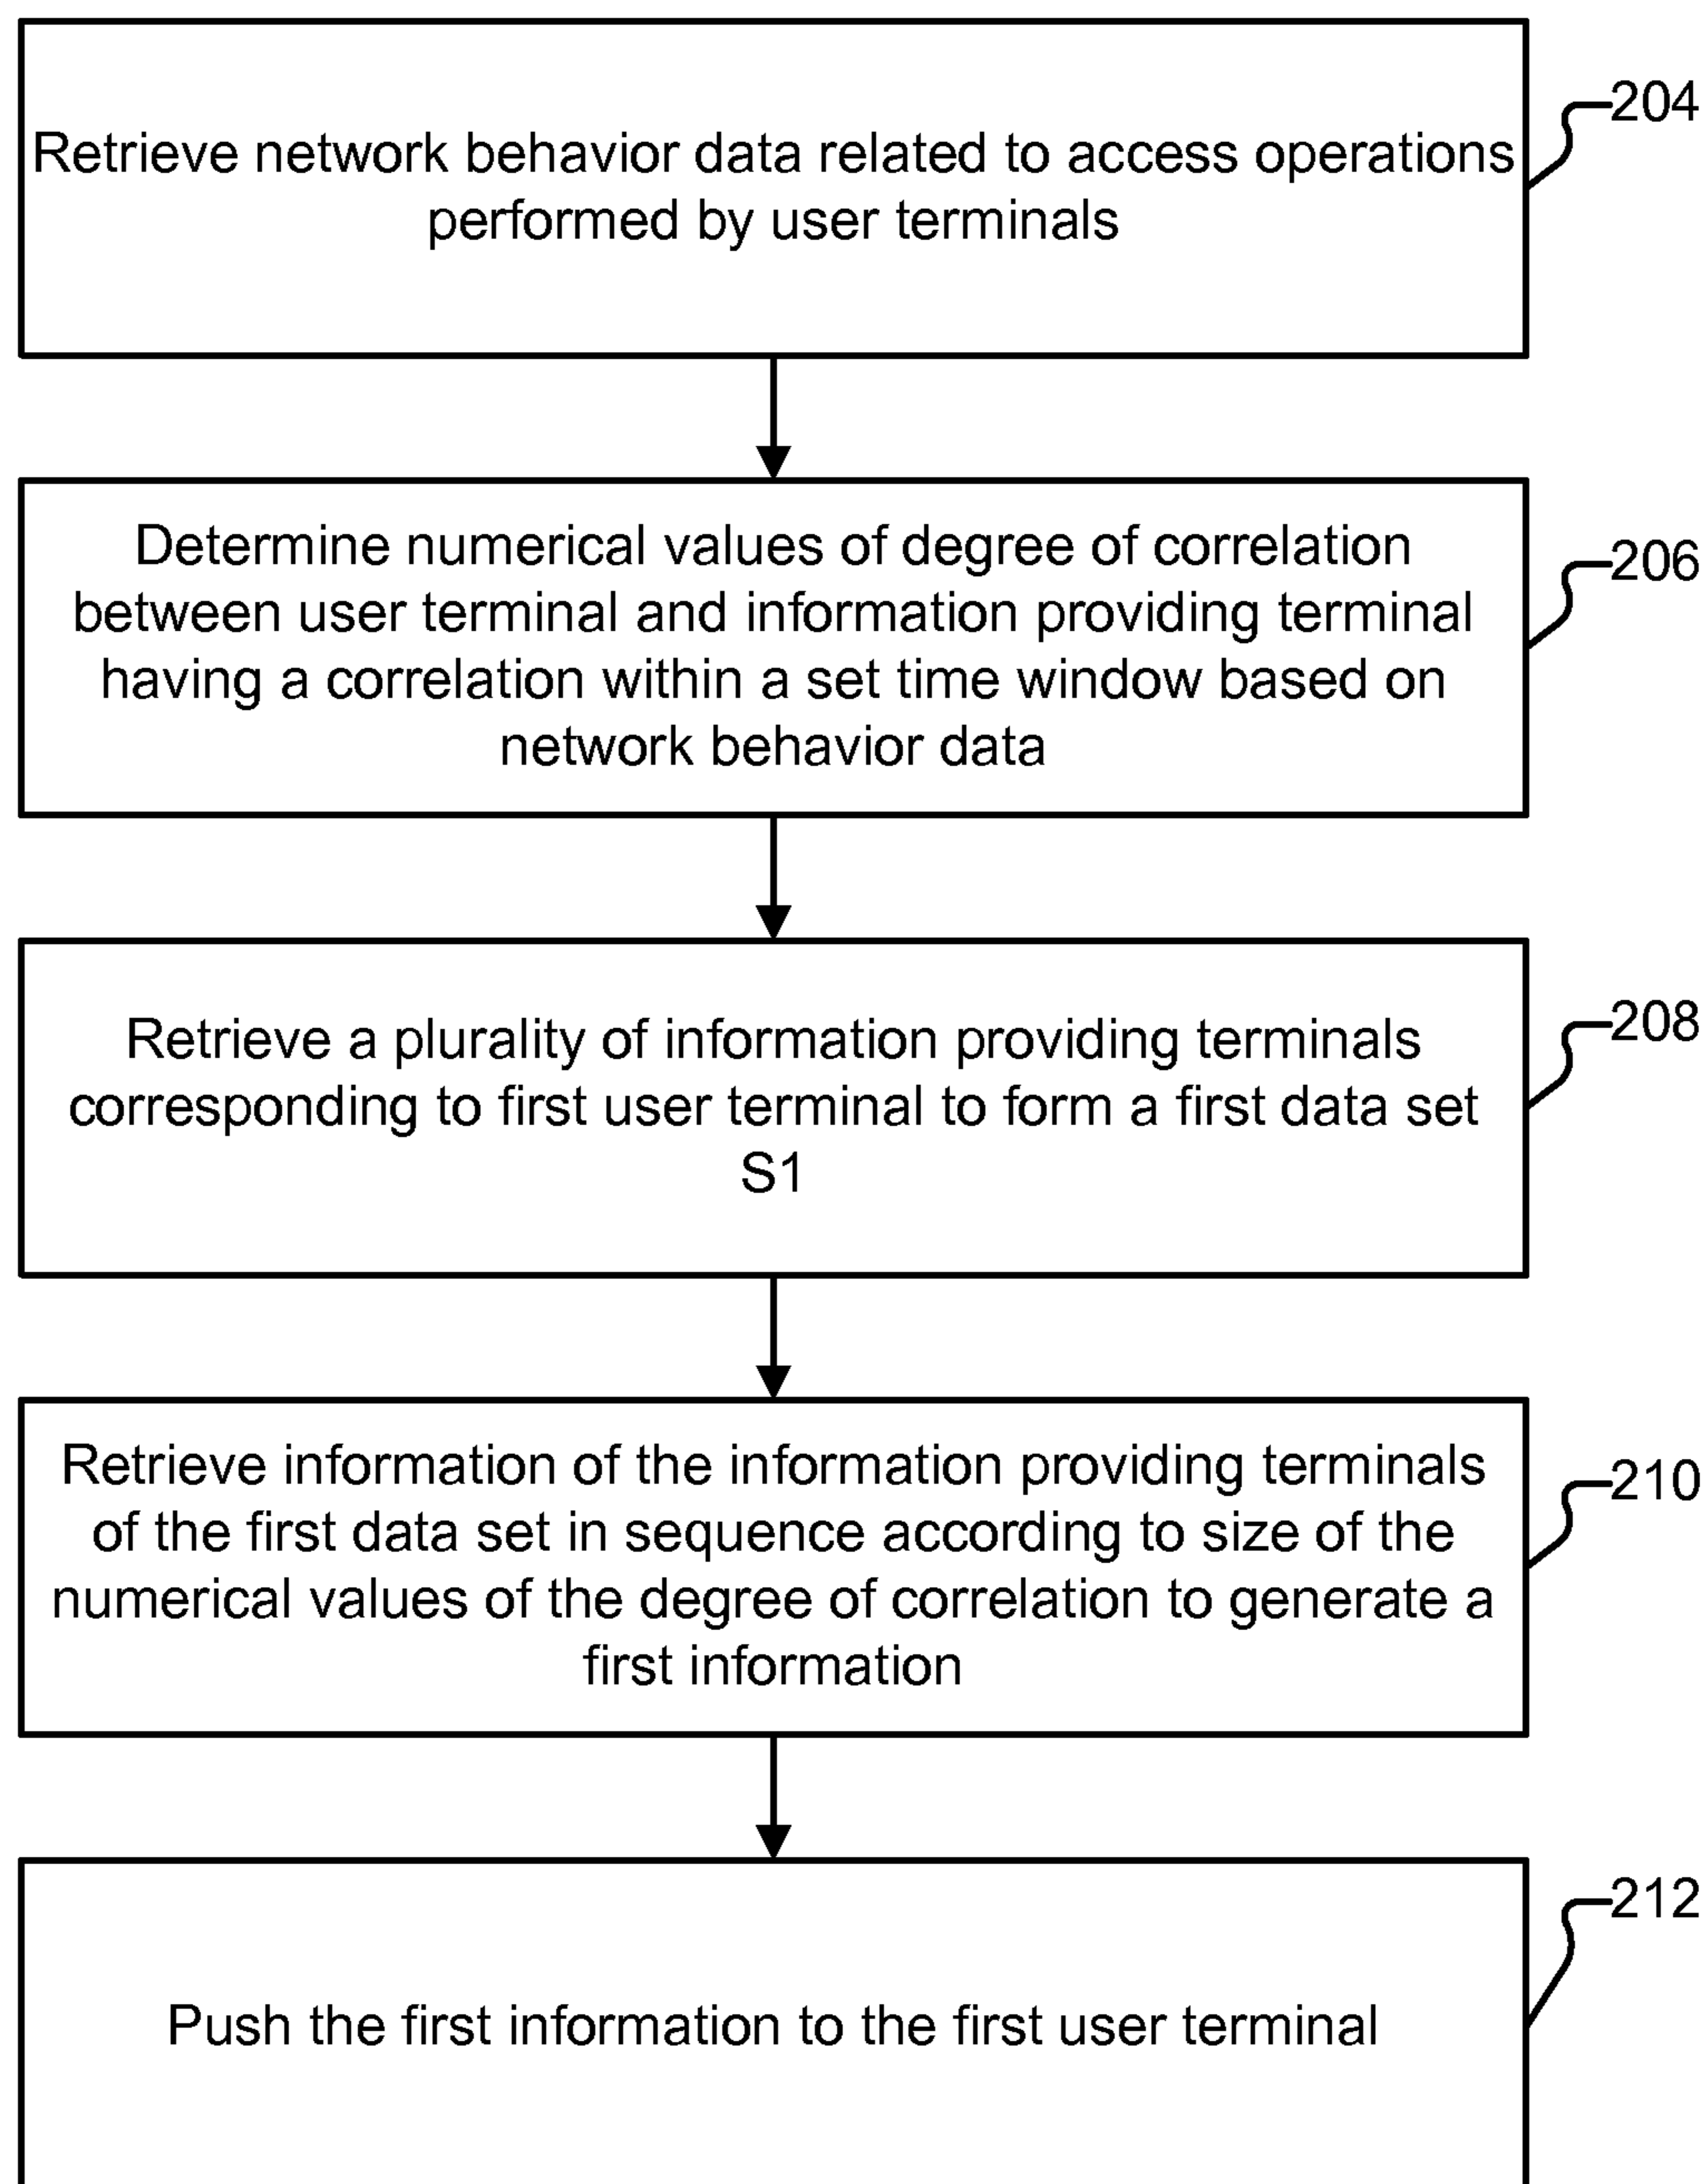 Retrieve network behavior data related to access operations
performed by user terminals
204
Determine numerical values of degree of correlation
between user terminal and information providing terminal
having a correlation within a set time window based on
network behavior data
206
Retrieve a plurality of information providing terminals
corresponding to first user terminal to form a first data set
S1
208
Retrieve information of the information providing terminals
of the first data set in sequence according to size of the
numerical values of the degree of correlation to generate a
first information
210
Push the first information to the first user terminal
212